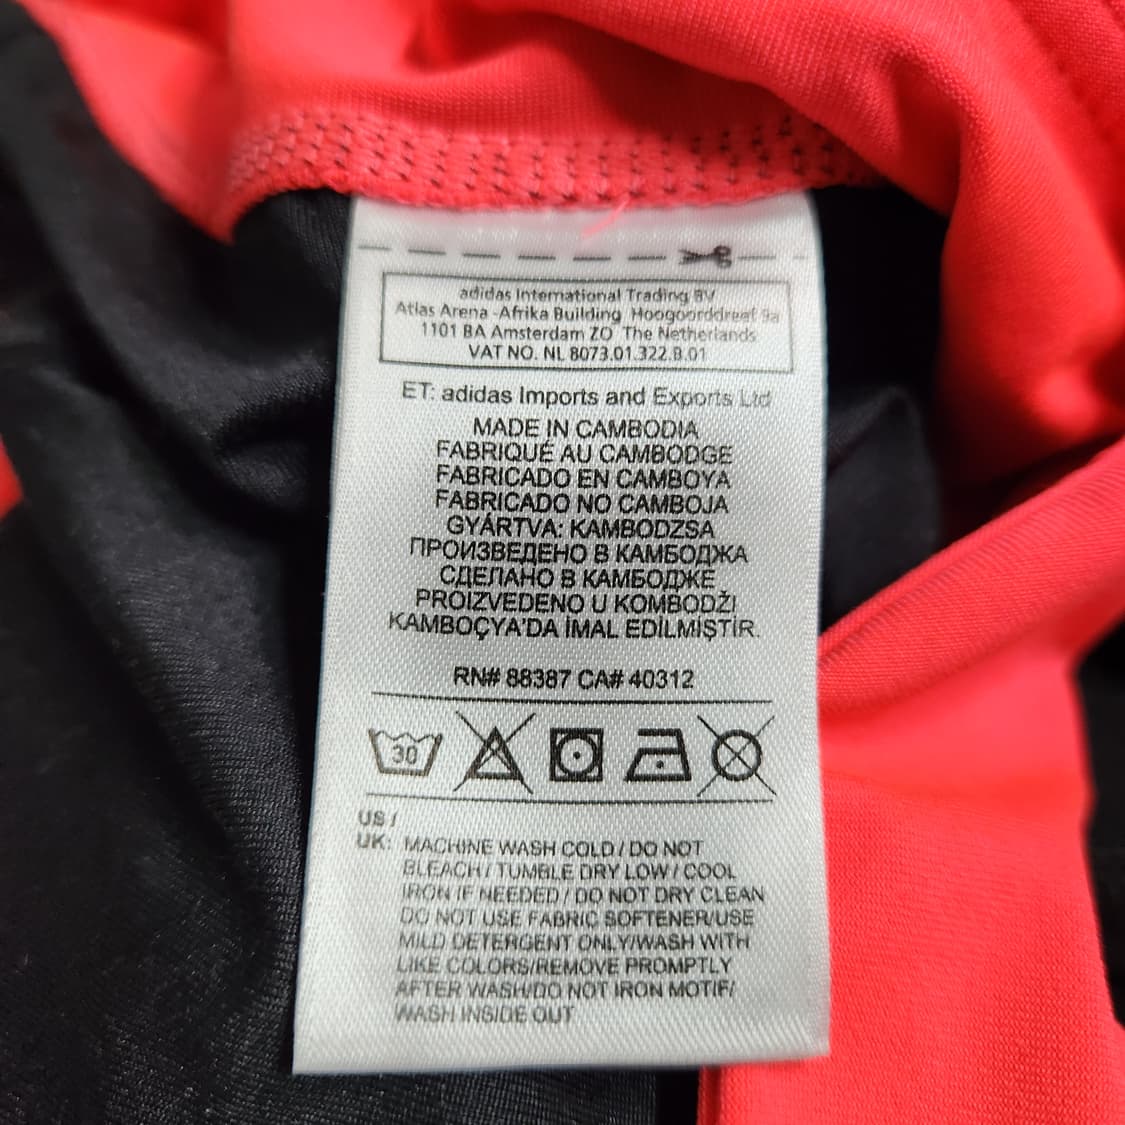 adidas International Trading BV
Atlas Arena -Afrika Building Hoogoorddreef 9a
1101 BA Amsterdam ZO The Netherlands
VAT NO. NL 8073.01.322.B.01
ET: adidas Imports and Exports Ltd
MADE IN CAMBODIA
FABRIQUÉ AU CAMBODGE
FABRICADO EN CAMBOYA
FABRICADO NO CAMBOJA
GYÁRTVA: KAMBODZSA
ПРОИЗВЕДЕНО В КАМБОДЖА
СДЕЛАНО В КАМБОДЖЕ
PROIZVEDENO U KOMBODŽI
KAMBOÇYA'DA İMAL EDİLMİŞTİR.
RN# 88387 CA# 40312
30
US /
UK: MACHINE WASH COLD / DO NOT
BLEACH / TUMBLE DRY LOW / COOL
IRON IF NEEDED / DO NOT DRY CLEAN
DO NOT USE FABRIC SOFTENER/USE
MILD DETERGENT ONLY/WASH WITH
LIKE COLORS/REMOVE PROMPTLY
AFTER WASH/DO NOT IRON MOTIF/
WASH INSIDE OUT